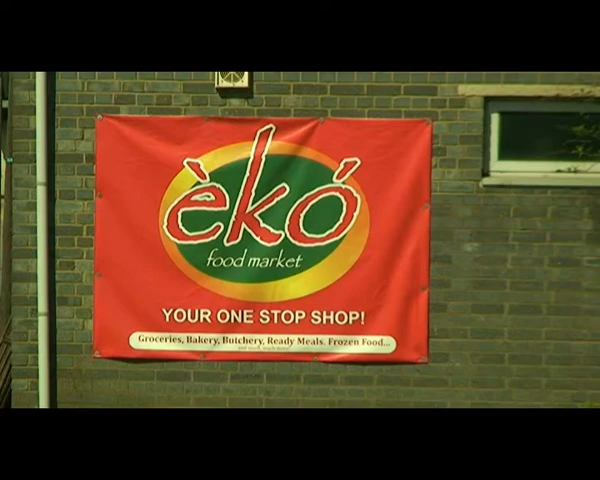 èkó
food market
YOUR ONE STOP SHOP!
Groceries, Bakery, Butchery, Ready Meals, Frozen Food...